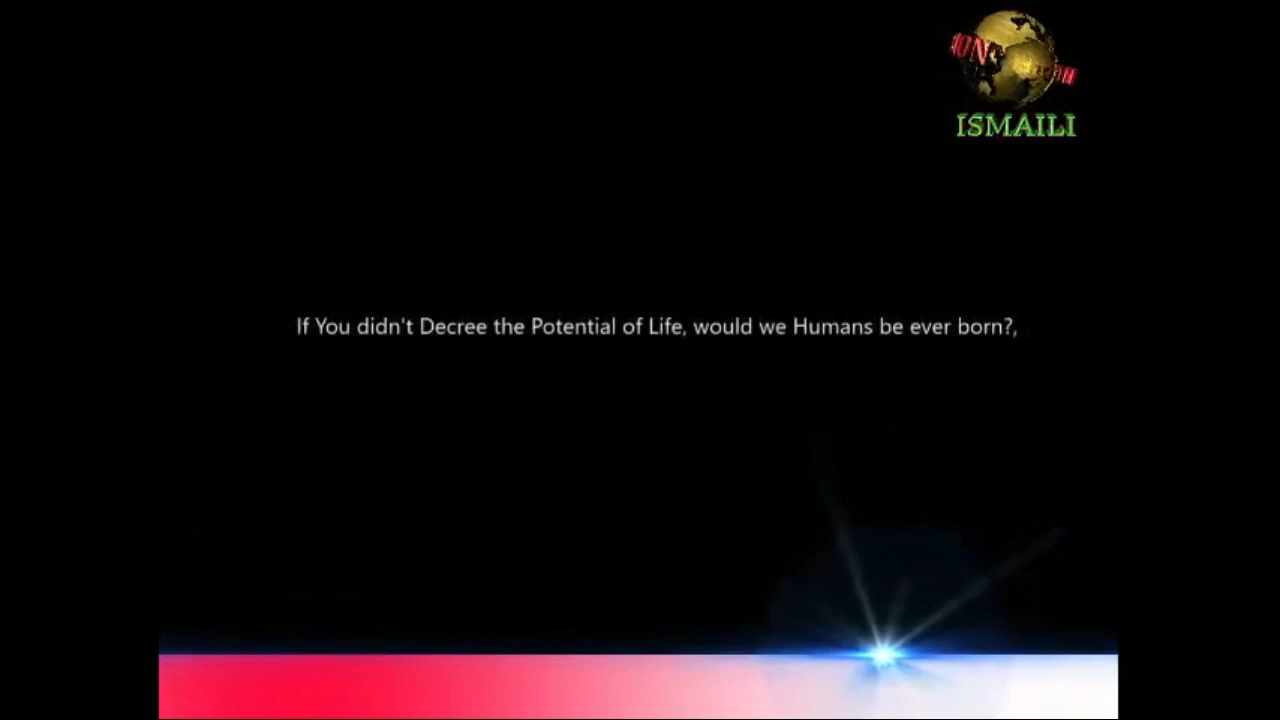 ISMAILI
If You didn't Decree the Potential of Life, would we Humans be ever born?,